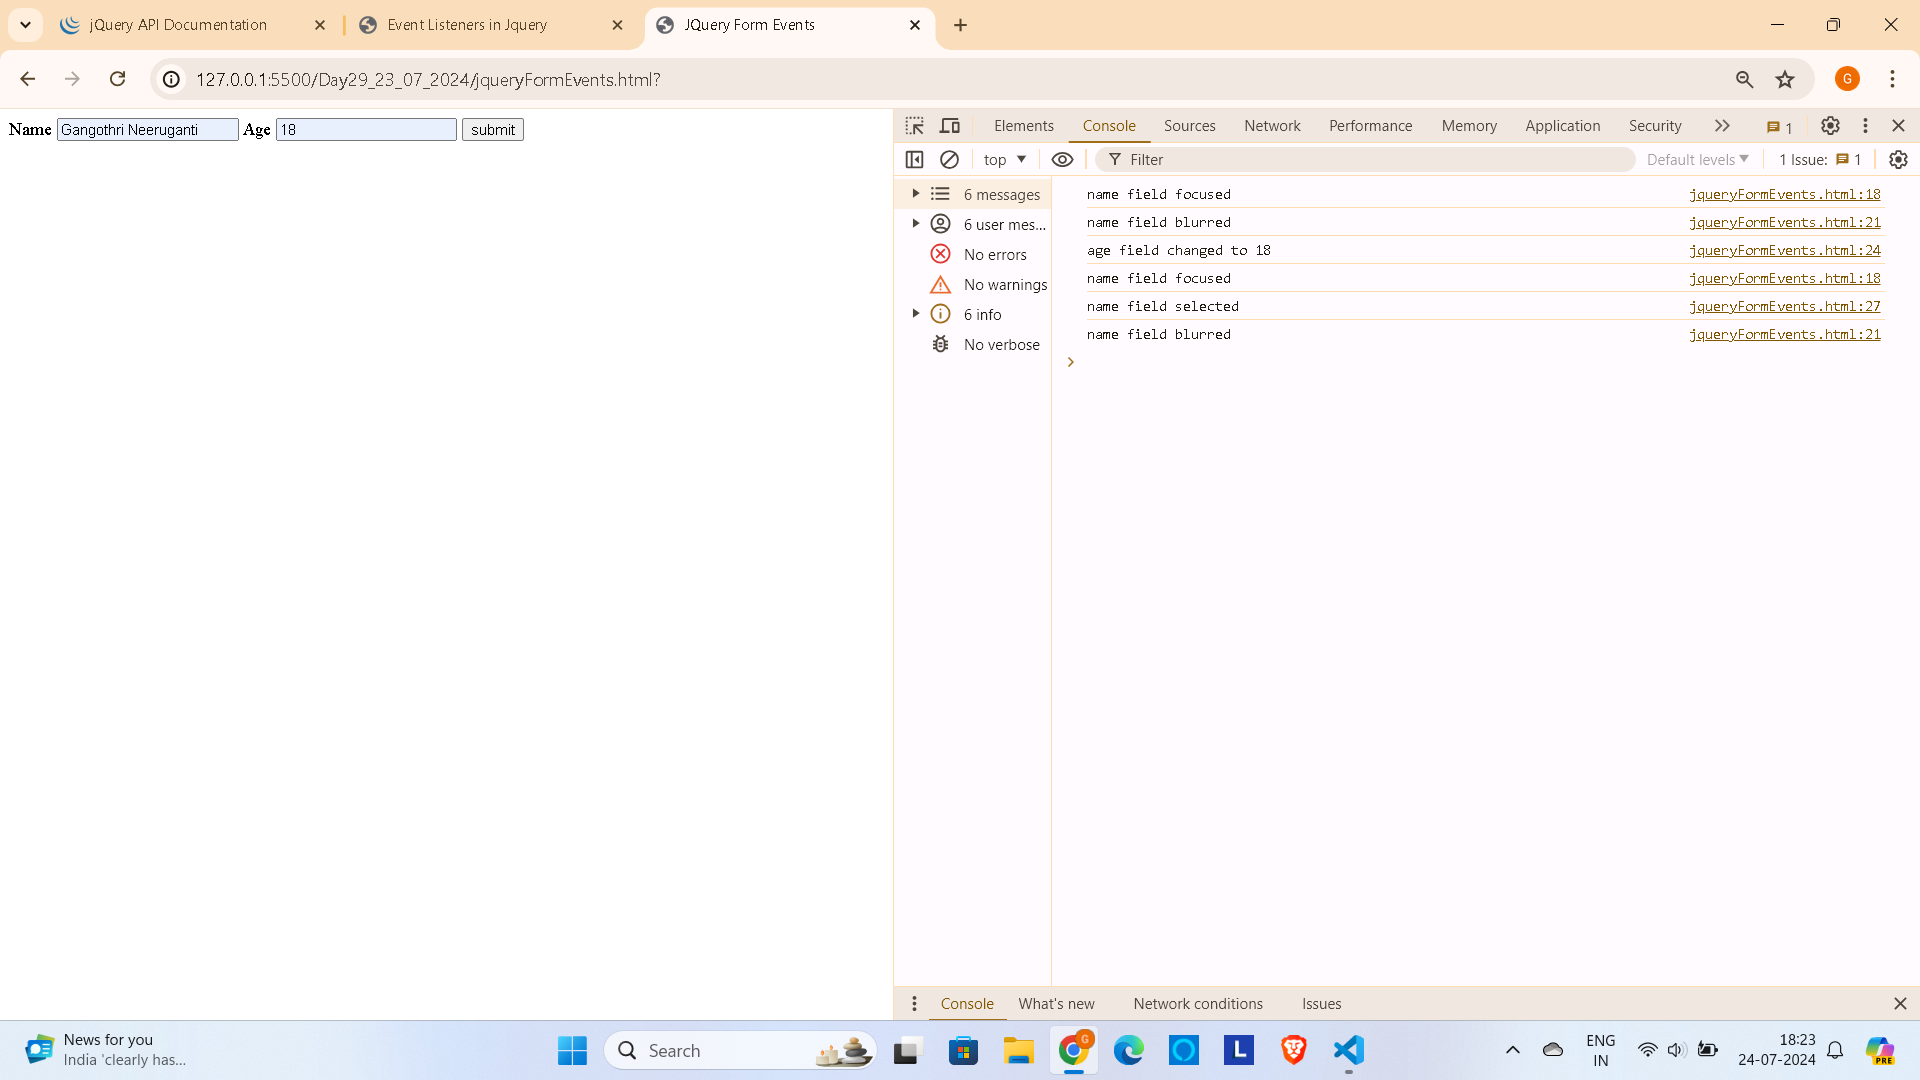 jQuery API Documentation
Event Listeners in Jquery
JQuery Form Events
127.0.0.1:5500/Day29_23_07_2024/jqueryFormEvents.html?
G
Name Gangothri Neeruganti Age 18 submit
Elements Console Sources Network Performance Memory Application Security 1
top Filter Default levels 1 Issue: 1
6 messages
6 user mes...
No errors
No warnings
6 info
No verbose
name field focused jqueryFormEvents.html:18
name field blurred jqueryFormEvents.html:21
age field changed to 18 jqueryFormEvents.html:24
name field focused jqueryFormEvents.html:18
name field selected jqueryFormEvents.html:27
name field blurred jqueryFormEvents.html:21
Console What's new Network conditions Issues
News for you
India 'clearly has...
Search
G
L
ENG
IN
18:23
24-07-2024
PRE